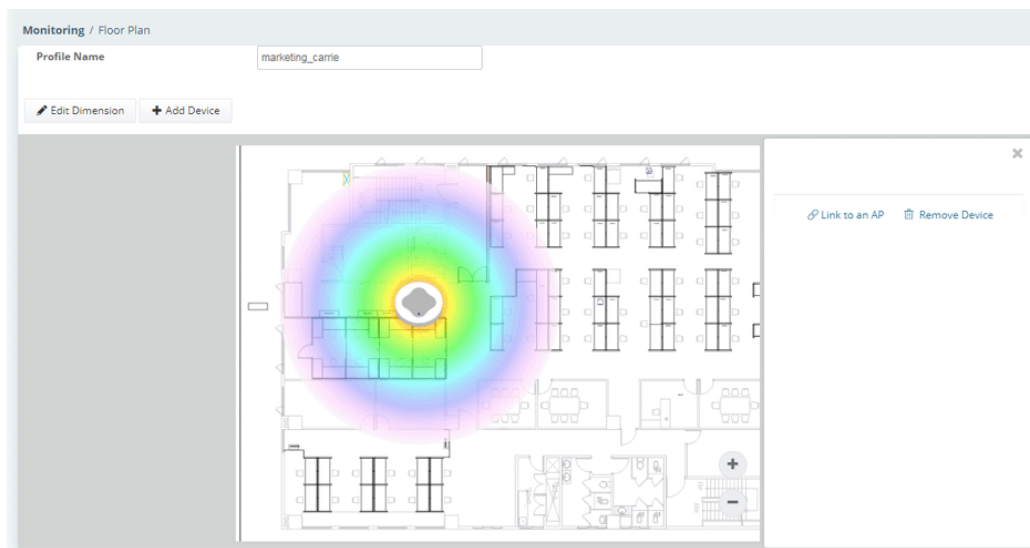 Monitoring / Floor Plan
Profile Name
marketing_carrie
Edit Dimension
Add Device
Link to an AP
Remove Device